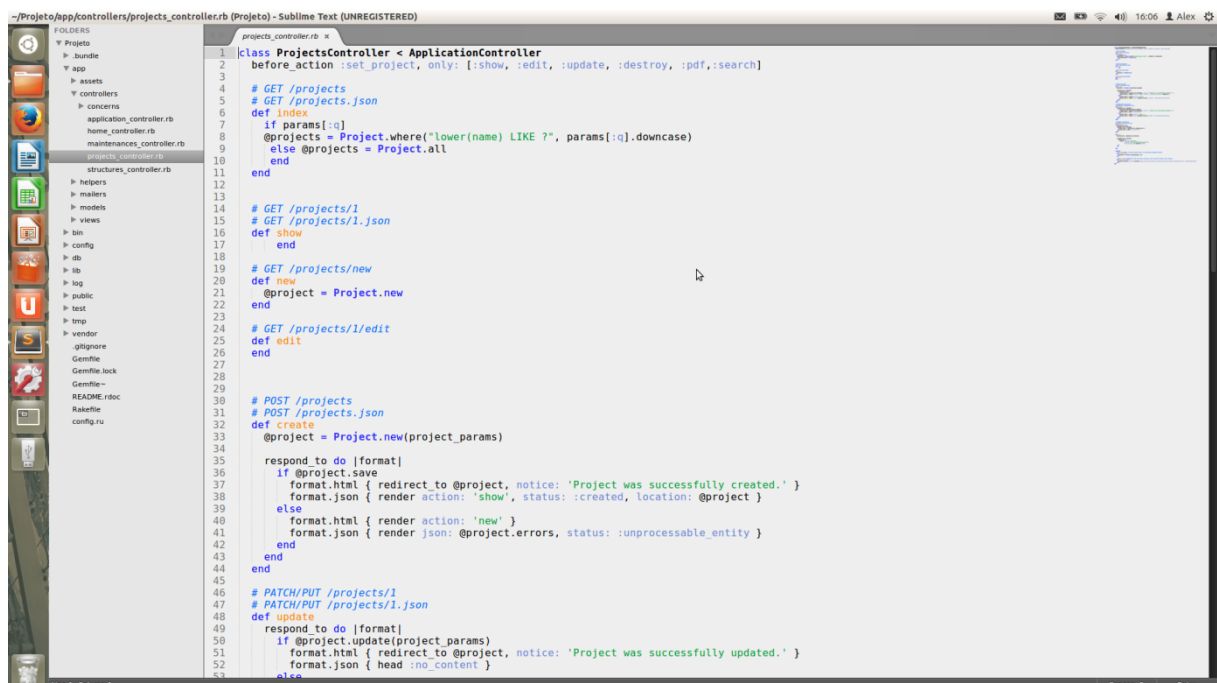 ~/Projeto/app/controllers/projects_controller.rb (Projeto) - Sublime Text (UNREGISTERED)
16:06 Alex
FOLDERS
Projeto
.bundle
app
assets
controllers
concerns
application_controller.rb
home_controller.rb
maintenances_controller.rb
projects_controller.rb
structures_controller.rb
helpers
mailers
models
views
bin
config
db
lib
log
public
test
tmp
vendor
.gitignore
Gemfile
Gemfile.lock
Gemfile~
README.rdoc
Rakefile
config.ru
projects_controller.rb ×
1 class ProjectsController < ApplicationController
2   before_action :set_project, only: [:show, :edit, :update, :destroy, :pdf,:search]
3
4   # GET /projects
5   # GET /projects.json
6   def index
7     if params[:q]
8     @projects = Project.where("lower(name) LIKE ?", params[:q].downcase)
9      else @projects = Project.all
10      end
11   end
12
13
14   # GET /projects/1
15   # GET /projects/1.json
16   def show
17       end
18
19   # GET /projects/new
20   def new
21     @project = Project.new
22   end
23
24   # GET /projects/1/edit
25   def edit
26   end
27
28
29
30   # POST /projects
31   # POST /projects.json
32   def create
33     @project = Project.new(project_params)
34
35     respond_to do |format|
36       if @project.save
37         format.html { redirect_to @project, notice: 'Project was successfully created.' }
38         format.json { render action: 'show', status: :created, location: @project }
39       else
40         format.html { render action: 'new' }
41         format.json { render json: @project.errors, status: :unprocessable_entity }
42       end
43     end
44   end
45
46   # PATCH/PUT /projects/1
47   # PATCH/PUT /projects/1.json
48   def update
49     respond_to do |format|
50       if @project.update(project_params)
51         format.html { redirect_to @project, notice: 'Project was successfully updated.' }
52         format.json { head :no_content }
53       else